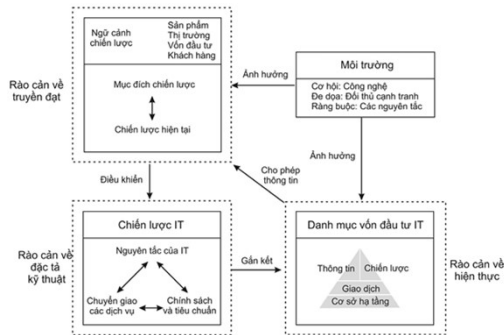 Ngữ cảnh
chiến lược
Sản phẩm
Thị trường
Vốn đầu tư
Khách hàng
Mục đích chiến lược
Chiến lược hiện tại
Rào cản về
truyền đạt
Ảnh hưởng
Môi trường
Cơ hội: Công nghệ
Đe dọa: Đối thủ cạnh tranh
Ràng buộc: Các nguyên tắc
Ảnh hưởng
Điều khiển
Cho phép
thông tin
Chiến lược IT
Nguyên tắc của IT
Chuyển giao
các dịch vụ
Chính sách
và tiêu chuẩn
Rào cản về
đặc tả
kỹ thuật
Gắn kết
Danh mục vốn đầu tư IT
Thông tin
Chiến lược
Giao dịch
Cơ sở hạ tầng
Rào cản về
hiện thực